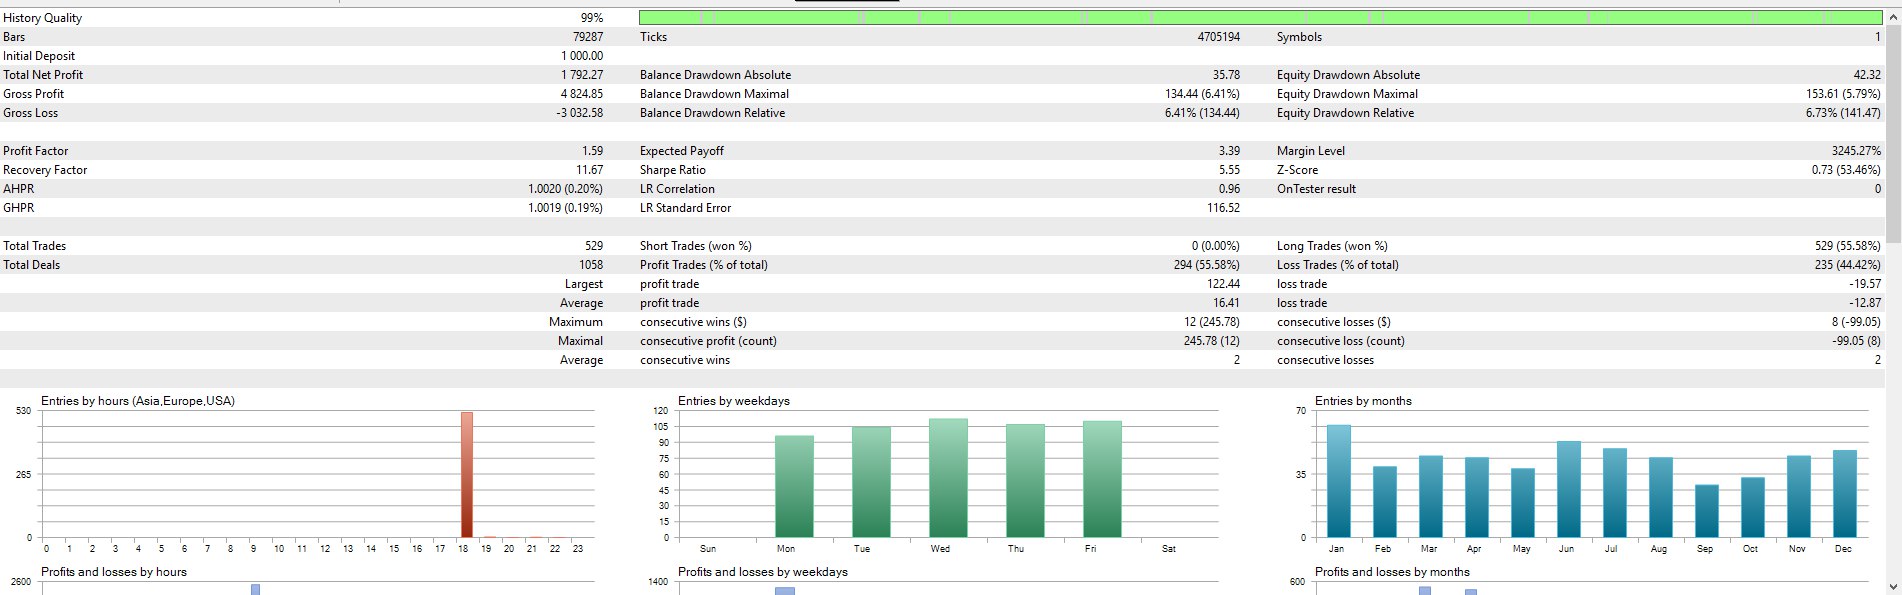 History Quality 99%
Bars 79287 Ticks 4705194 Symbols 1
Initial Deposit 1 000.00
Total Net Profit 1 792.27 Balance Drawdown Absolute 35.78 Equity Drawdown Absolute 42.32
Gross Profit 4 824.85 Balance Drawdown Maximal 134.44 (6.41%) Equity Drawdown Maximal 153.61 (5.79%)
Gross Loss -3 032.58 Balance Drawdown Relative 6.41% (134.44) Equity Drawdown Relative 6.73% (141.47)
Profit Factor 1.59 Expected Payoff 3.39 Margin Level 3245.27%
Recovery Factor 11.67 Sharpe Ratio 5.55 Z-Score 0.73 (53.46%)
AHPR 1.0020 (0.20%) LR Correlation 0.96 OnTester result 0
GHPR 1.0019 (0.19%) LR Standard Error 116.52
Total Trades 529 Short Trades (won %) 0 (0.00%) Long Trades (won %) 529 (55.58%)
Total Deals 1058 Profit Trades (% of total) 294 (55.58%) Loss Trades (% of total) 235 (44.42%)
Largest profit trade 122.44 loss trade -19.57
Average profit trade 16.41 loss trade -12.87
Maximum consecutive wins ($) 12 (245.78) consecutive losses ($) 8 (-99.05)
Maximal consecutive profit (count) 245.78 (12) consecutive loss (count) -99.05 (8)
Average consecutive wins 2 consecutive losses 2
Entries by hours (Asia,Europe,USA)
530
265
0
0 1 2 3 4 5 6 7 8 9 10 11 12 13 14 15 16 17 18 19 20 21 22 23
Entries by weekdays
120
105
90
75
60
45
30
15
0
Sun Mon Tue Wed Thu Fri Sat
Entries by months
70
35
0
Jan Feb Mar Apr May Jun Jul Aug Sep Oct Nov Dec
Profits and losses by hours
2600
Profits and losses by weekdays
1400
Profits and losses by months
600